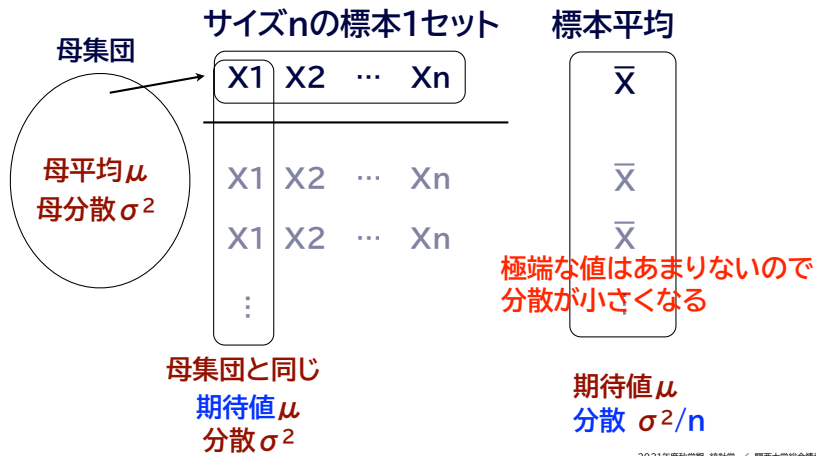 サイズnの標本1セット 標本平均
母集団
X1 X2 … Xn X̅
母平均μ
母分散σ²
X1 X2 … Xn X̅
X1 X2 … Xn X̅
極端な値はあまりないので
分散が小さくなる
⋮ ⋮
母集団と同じ
期待値μ
分散σ²
期待値μ
分散 σ²/n